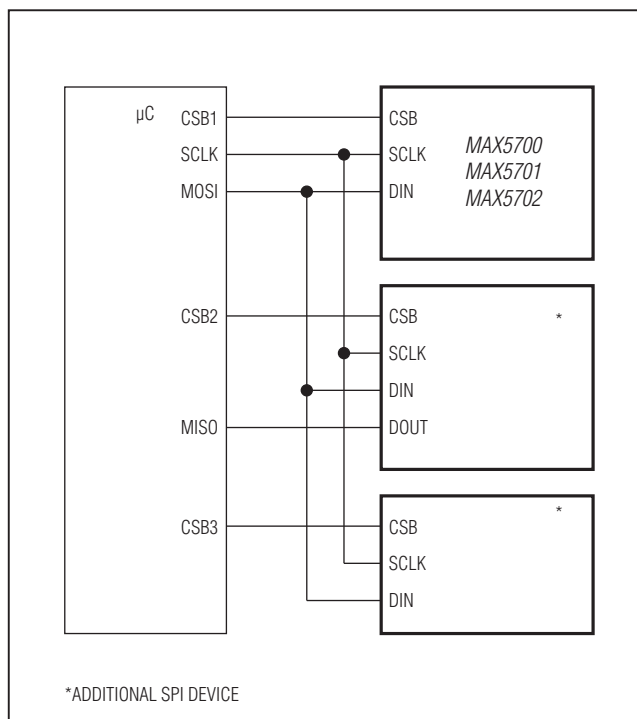 µC
CSB1
SCLK
MOSI
CSB2
MISO
CSB3
CSB
SCLK
DIN
MAX5700
MAX5701
MAX5702
CSB
*
SCLK
DIN
DOUT
CSB
*
SCLK
DIN
*ADDITIONAL SPI DEVICE